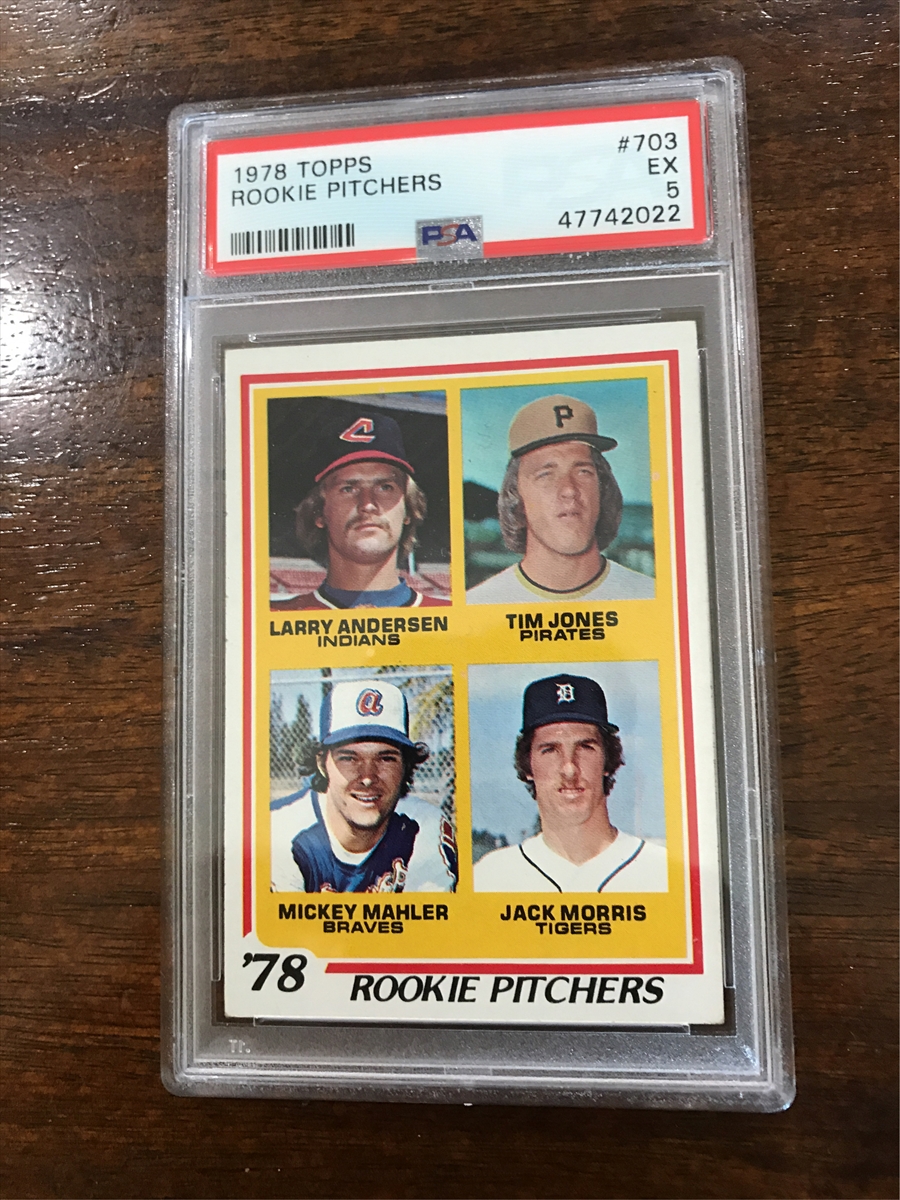 1978 TOPPS #703
ROOKIE PITCHERS EX
5
PSA 47742022
C
P
LARRY ANDERSEN TIM JONES
INDIANS PIRATES
a
D
MICKEY MAHLER JACK MORRIS
BRAVES TIGERS
'78 ROOKIE PITCHERS